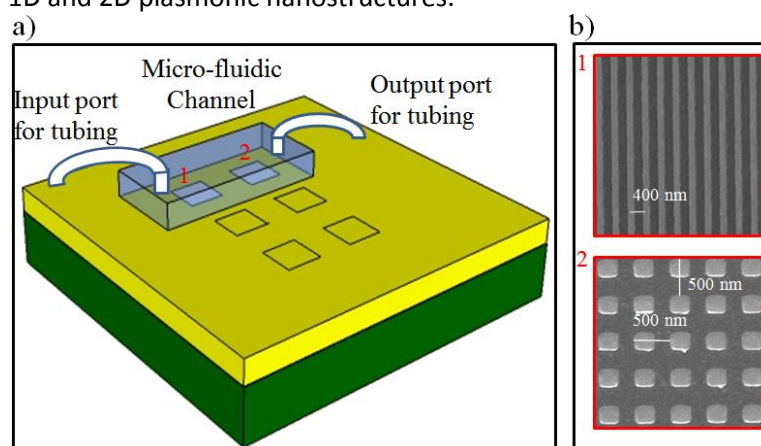 1D and 2D plasmonic nanostructures.
a)
b)
Micro-fluidic
Channel
Input port
for tubing
Output port
for tubing
1
2
1
400 nm
2
500 nm
500 nm